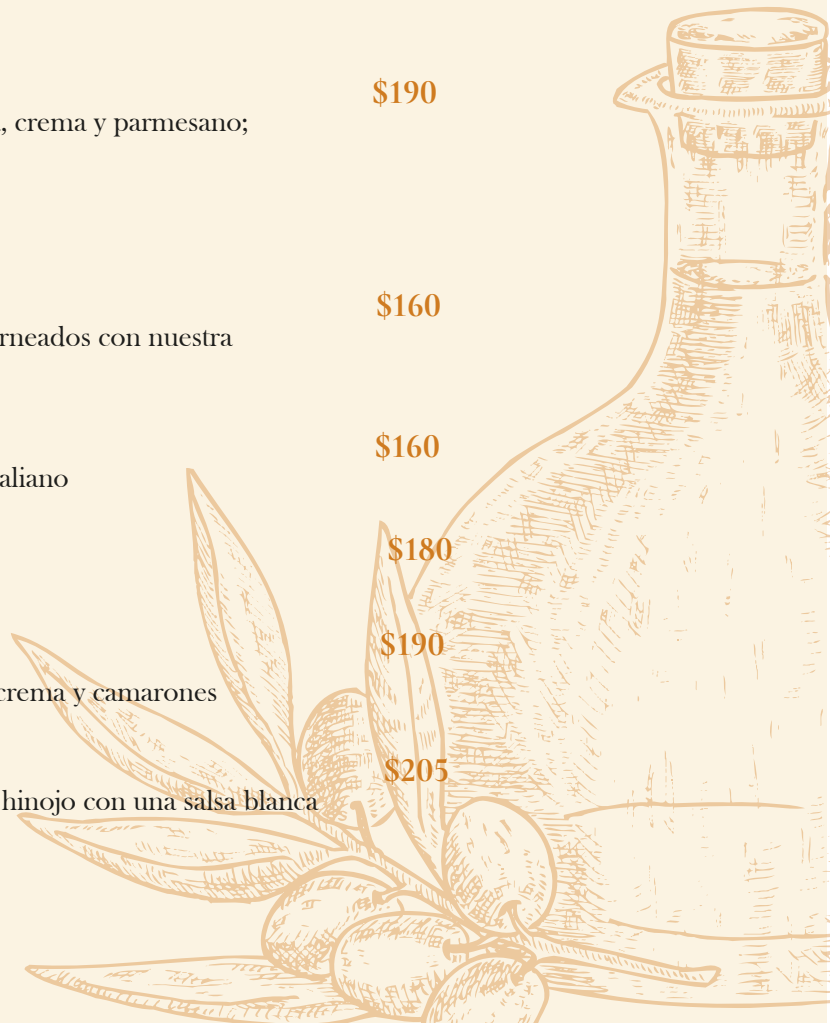 $190
, crema y parmesano;
$160
rneados con nuestra
$160
aliano
$180
$190
crema y camarones
$205
hinojo con una salsa blanca